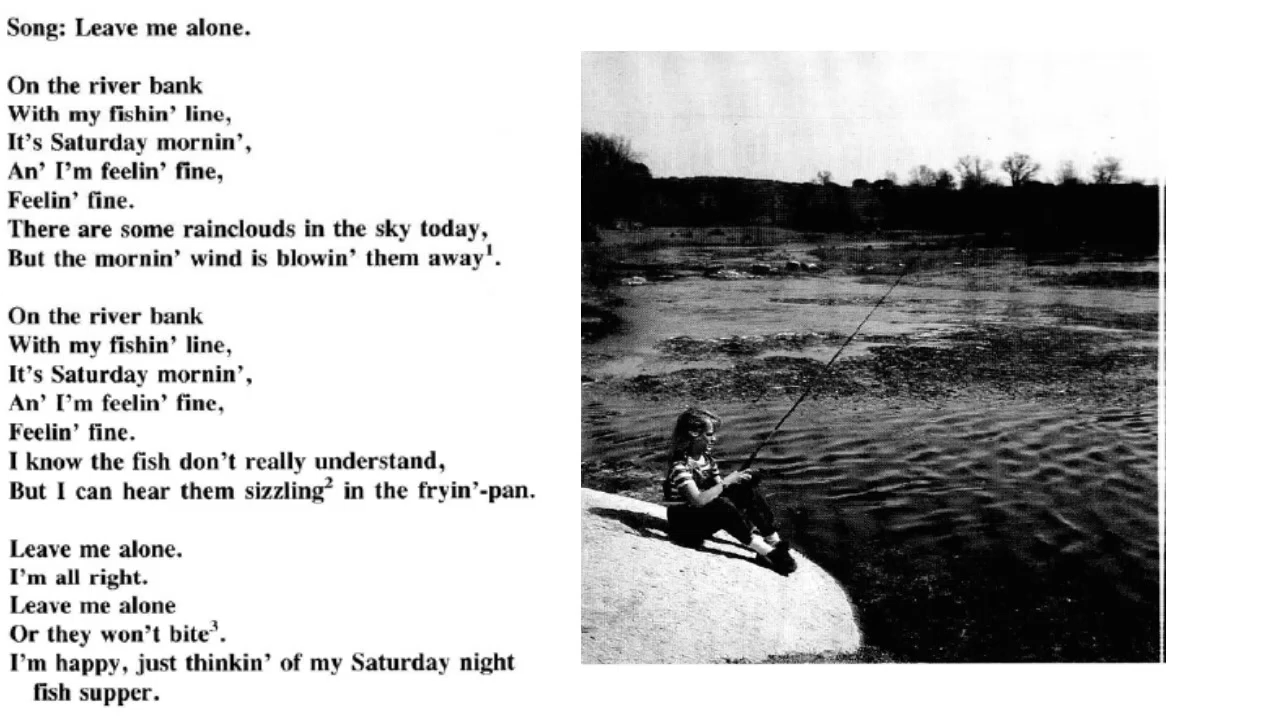 Song: Leave me alone.
On the river bank
With my fishin' line,
It's Saturday mornin',
An' I'm feelin' fine,
Feelin' fine.
There are some rainclouds in the sky today,
But the mornin' wind is blowin' them away¹.
On the river bank
With my fishin' line,
It's Saturday mornin',
An' I'm feelin' fine,
Feelin' fine.
I know the fish don't really understand,
But I can hear them sizzling² in the fryin'-pan.
Leave me alone.
I'm all right.
Leave me alone
Or they won't bite³.
I'm happy, just thinkin' of my Saturday night
fish supper.